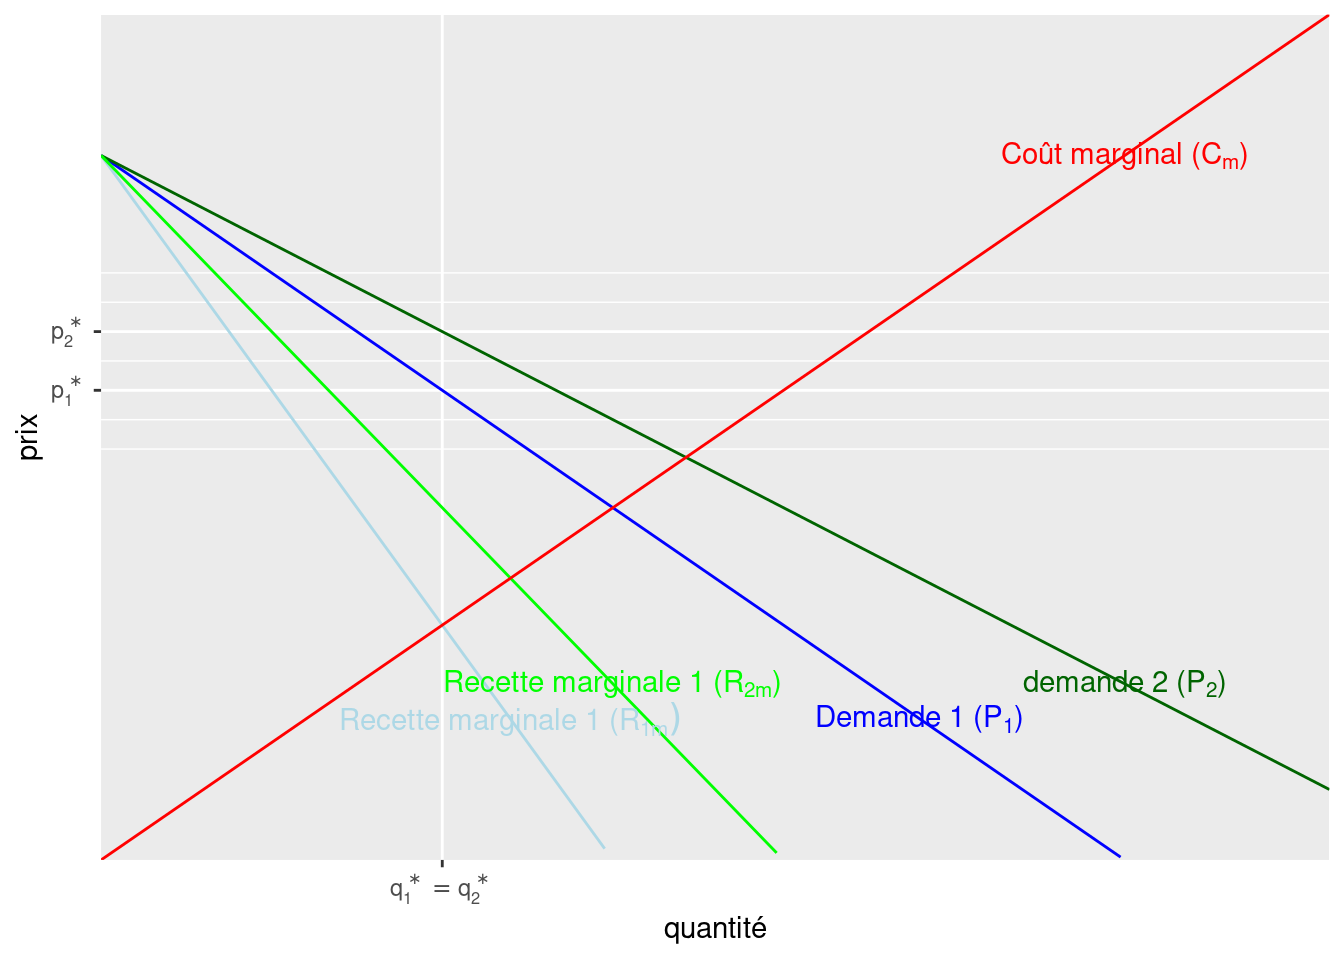 Coût marginal (Cm)
p2*
p1*
prix
Recette marginale 1 (R2m)
demande 2 (P2)
Recette marginale 1 (R1m)
Demande 1 (P1)
q1* = q2*
quantité